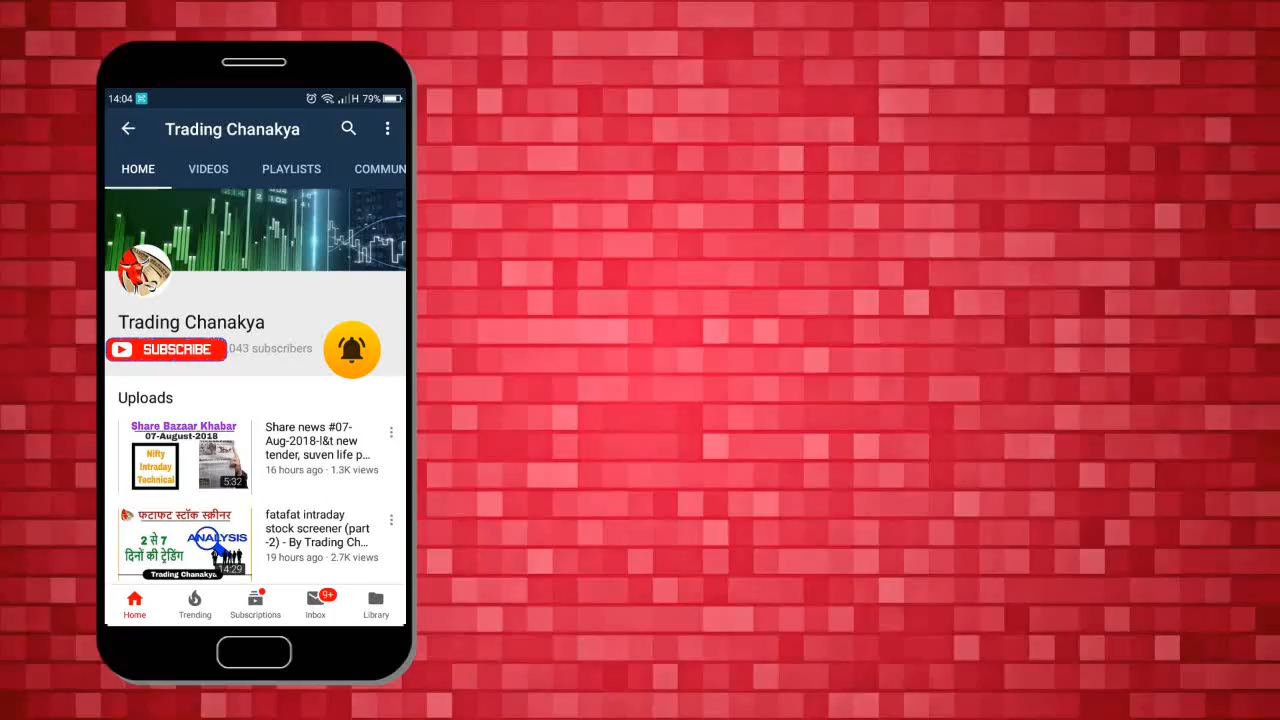 14:04 H 79%
Trading Chanakya
HOME VIDEOS PLAYLISTS COMMUN
Trading Chanakya
SUBSCRIBE 043 subscribers
Uploads
Share Bazaar Khabar
07-August-2018
Nifty
Intraday
Technical
5:32
Share news #07-
Aug-2018-l&t new
tender, suven life p...
16 hours ago · 1.3K views
फटाफट स्टॉक स्क्रीनर
2 से 7
दिनों की ट्रेडिंग
ANALYSIS
14:29
Trading Chanakya
fatafat intraday
stock screener (part
-2) - By Trading Ch...
19 hours ago · 2.7K views
Home Trending Subscriptions Inbox 9+ Library